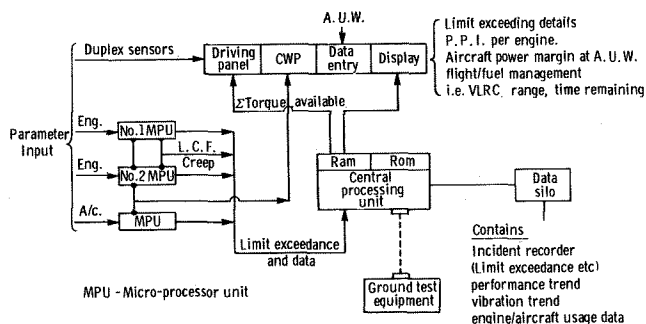 A.U.W.
Duplex sensors
Driving panel
CWP
Data entry
Display
Limit exceeding details
P.P.I. per engine.
Aircraft power margin at A.U.W.
flight/fuel management
i.e. VLRC, range, time remaining
ΣTorque available
Parameter Input
Eng.
No.1 MPU
L.C.F.
Creep
Eng.
No.2 MPU
A/c.
MPU
Ram
Rom
Central processing unit
Data silo
Limit exceedance and data
Ground test equipment
MPU - Micro-processor unit
Contains
Incident recorder
(Limit exceedance etc)
performance trend
vibration trend
engine/aircraft usage data